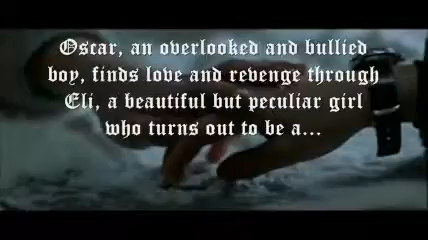 Oscar, an overlooked and bullied
boy, finds love and revenge through
Eli, a beautiful but peculiar girl
who turns out to be a...